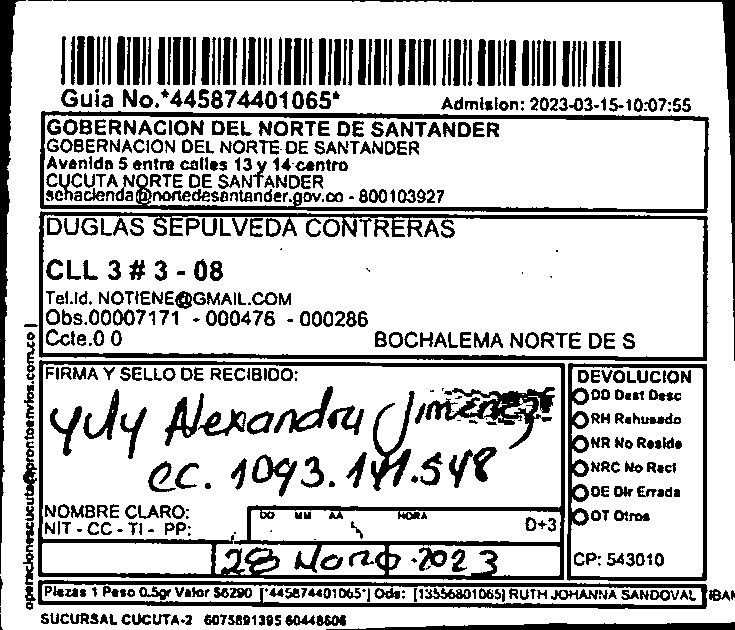 Guia No.*445874401065*
Admision: 2023-03-15-10:07:55
GOBERNACION DEL NORTE DE SANTANDER
GOBERNACION DEL NORTE DE SANTANDER
Avenida 5 entre calles 13 y 14 centro
CUCUTA NORTE DE SANTANDER
sehacienda@nortedesantander.gov.co - 800103927
DUGLAS SEPULVEDA CONTRERAS
CLL 3 # 3 - 08
Tel.Id. NOTIENE@GMAIL.COM
Obs.00007171 - 000476 - 000286
Ccte.0 0
BOCHALEMA NORTE DE S
FIRMA Y SELLO DE RECIBIDO:
yuly Alexandra Jimenez
cc. 1093.141.548
NOMBRE CLARO:
NIT - CC - TI - PP:
DD MM AA HORA
D+3
28 2023
DEVOLUCION
DD Dest Desc
RH Rehusado
NR No Reside
NRC No Recl
DE Dir Errada
OT Otros
CP: 543010
Piezas 1 Peso 0.5gr Valor $6290 [*445874401065*] Ods: [13556801065] RUTH JOHANNA SANDOVAL IBAN
SUCURSAL CUCUTA-2 6075891395 60448606
operacionescucuta@prontoenvios.com.co |